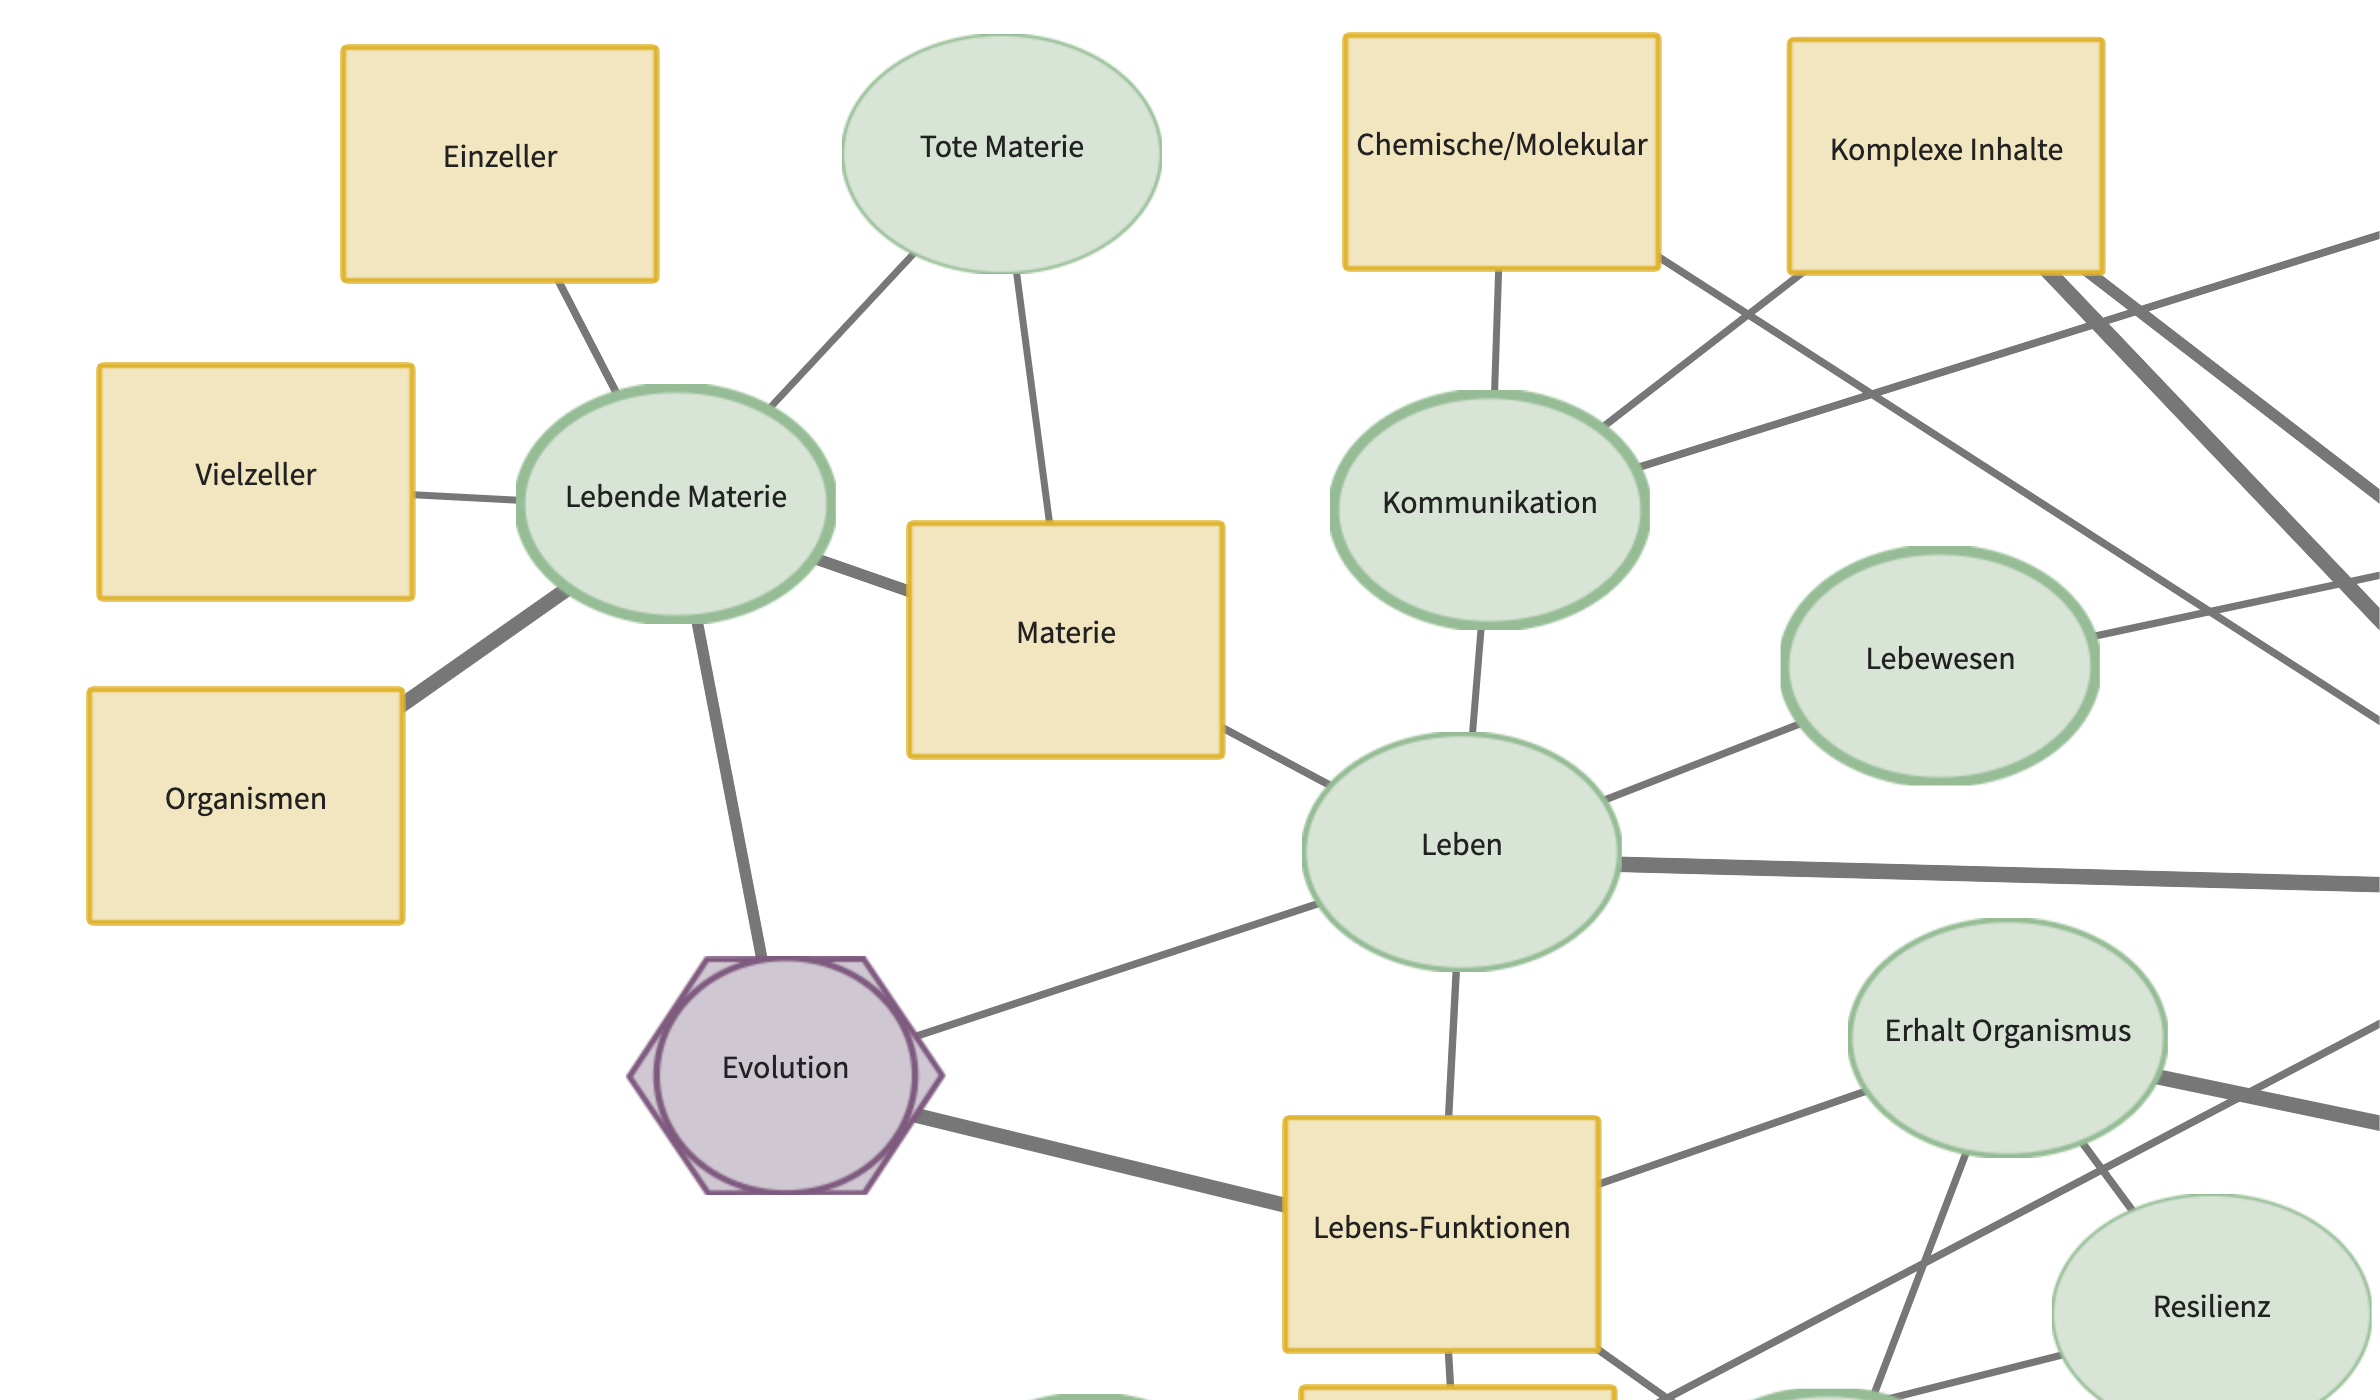 Einzeller
Tote Materie
Chemische/Molekular
Komplexe Inhalte
Vielzeller
Lebende Materie
Kommunikation
Materie
Lebewesen
Organismen
Leben
Evolution
Erhalt Organismus
Lebens-Funktionen
Resilienz